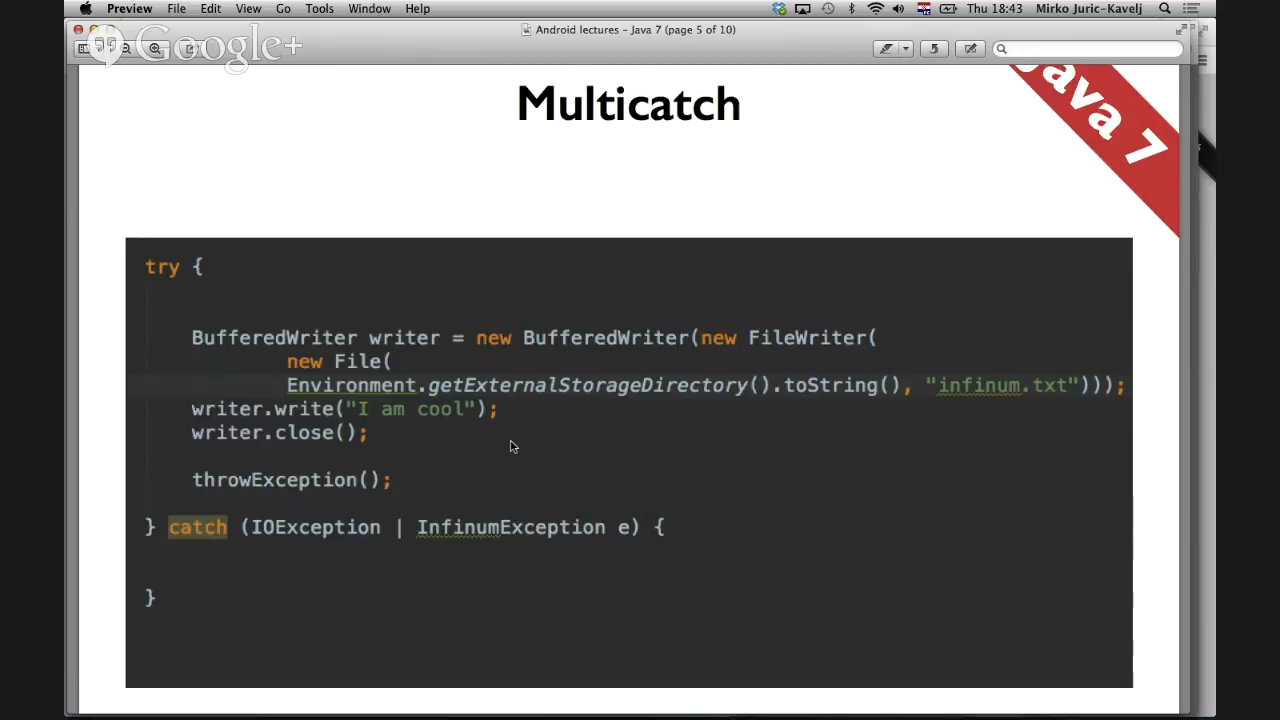 Preview File Edit View Go Tools Window Help Thu 18:43 Mirko Juric-Kavelj
Google+
Android lectures - Java 7 (page 5 of 10)
5
Multicatch
Java 7
try {
BufferedWriter writer = new BufferedWriter(new FileWriter(
new File(
Environment.getExternalStorageDirectory().toString(), "infinum.txt")));
writer.write("I am cool");
writer.close();
throwException();
} catch (IOException | InfinumException e) {
}